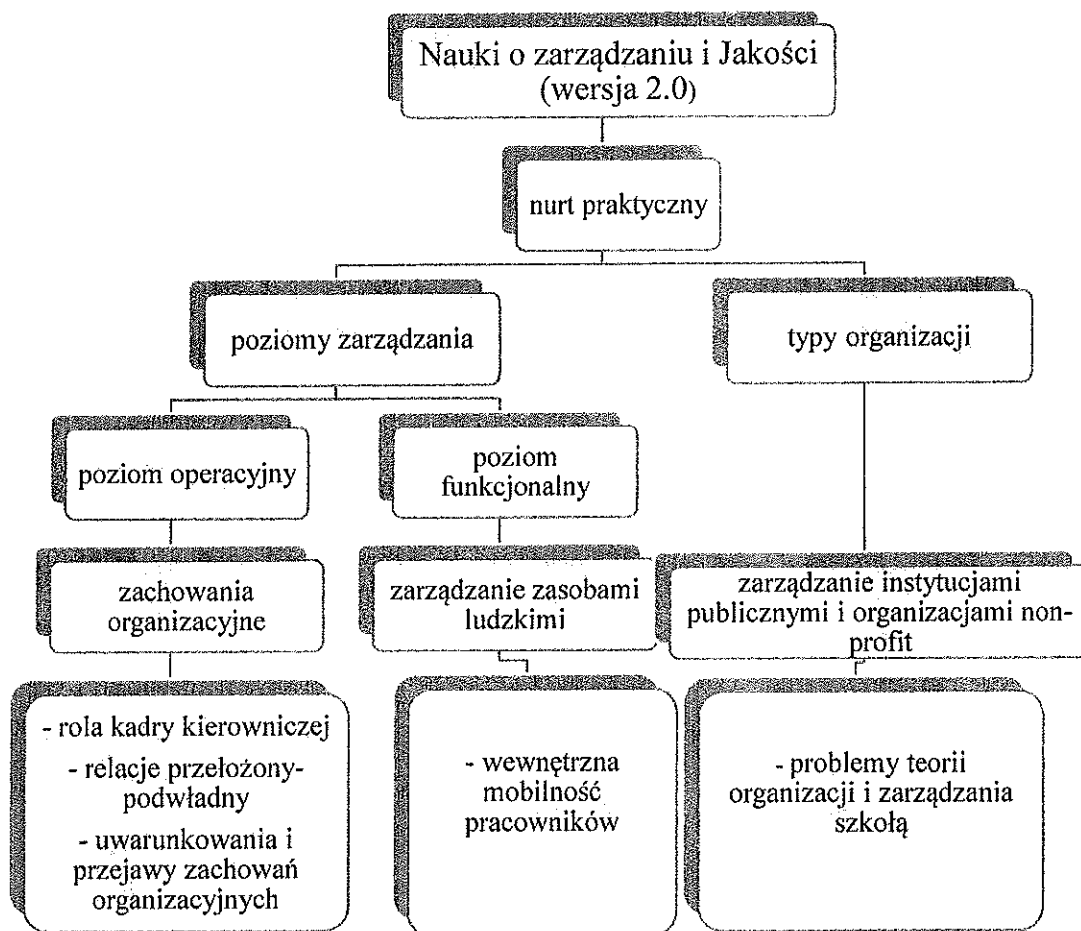 Nauki o zarządzaniu i Jakości
(wersja 2.0)
nurt praktyczny
poziomy zarządzania
typy organizacji
poziom operacyjny
poziom
funkcjonalny
zachowania
organizacyjne
zarządzanie zasobami
ludzkimi
zarządzanie instytucjami
publicznymi i organizacjami non-
profit
- rola kadry kierowniczej
- relacje przełożony-
podwładny
- uwarunkowania i
przejawy zachowań
organizacyjnych
- wewnętrzna
mobilność
pracowników
- problemy teorii
organizacji i zarządzania
szkołą